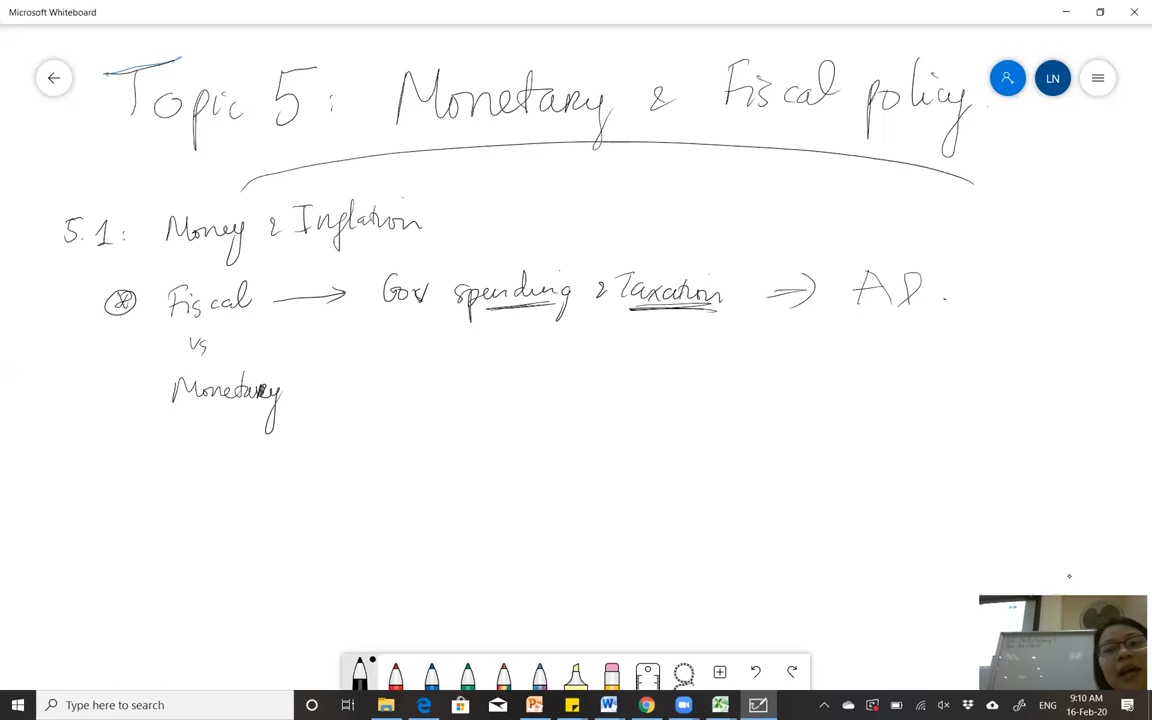 Microsoft Whiteboard
Topic 5: Monetary & Fiscal policy.
LN
5.1: Money & Inflation
Fiscal → Gov spending & Taxation ⇒ AD.
vs
Monetary
Type here to search
ENG
9:10 AM
16-Feb-20